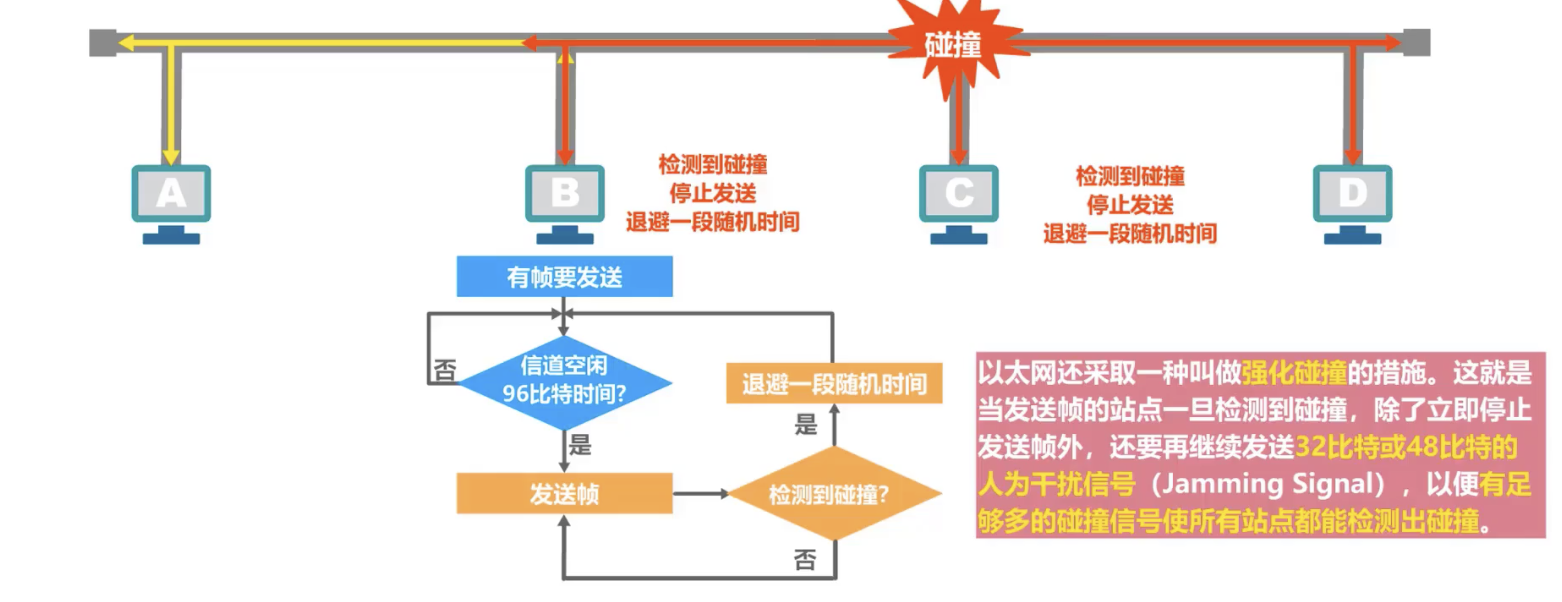 碰撞
A
B
C
D
检测到碰撞
停止发送
退避一段随机时间
检测到碰撞
停止发送
退避一段随机时间
有帧要发送
信道空闲
96比特时间?
否
是
发送帧
检测到碰撞?
是
退避一段随机时间
否
以太网还采取一种叫做强化碰撞的措施。这就是
当发送帧的站点一旦检测到碰撞，除了立即停止
发送帧外，还要再继续发送32比特或48比特的
人为干扰信号（Jamming Signal），以便有足
够多的碰撞信号使所有站点都能检测出碰撞。